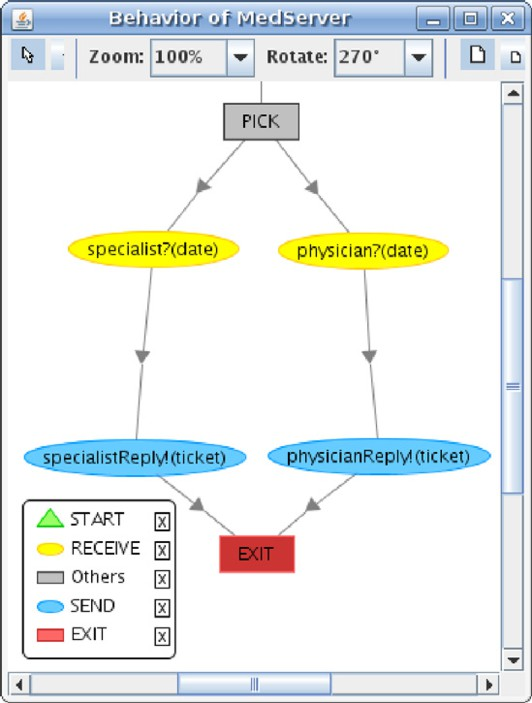 Behavior of MedServer
Zoom: 100% Rotate: 270°
PICK
specialist?(date) physician?(date)
specialistReply!(ticket) physicianReply!(ticket)
START X
RECEIVE X
Others X
SEND X
EXIT X
EXIT